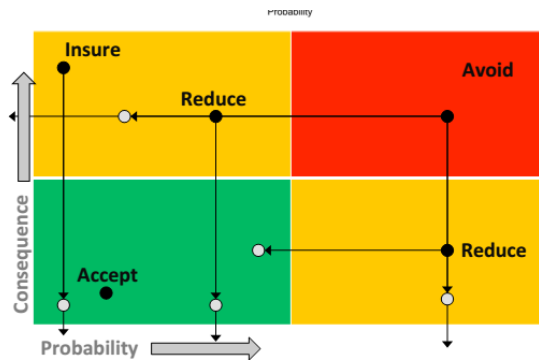 Probability
Insure
Avoid
Reduce
Consequence
Reduce
Accept
Probability